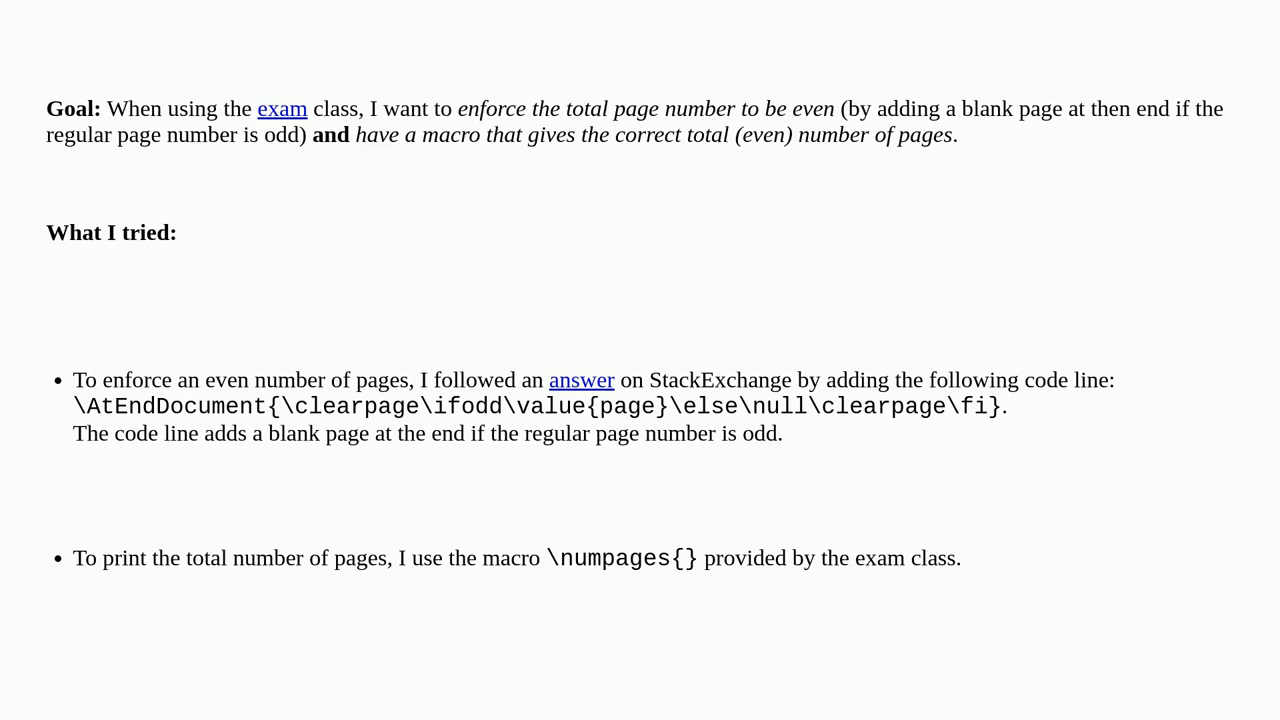 Goal: When using the exam class, I want to enforce the total page number to be even (by adding a blank page at then end if the
regular page number is odd) and have a macro that gives the correct total (even) number of pages.
What I tried:
• To enforce an even number of pages, I followed an answer on StackExchange by adding the following code line:
\AtEndDocument{\clearpage\ifodd\value{page}\else\null\clearpage\fi}.
The code line adds a blank page at the end if the regular page number is odd.
• To print the total number of pages, I use the macro \numpages{} provided by the exam class.